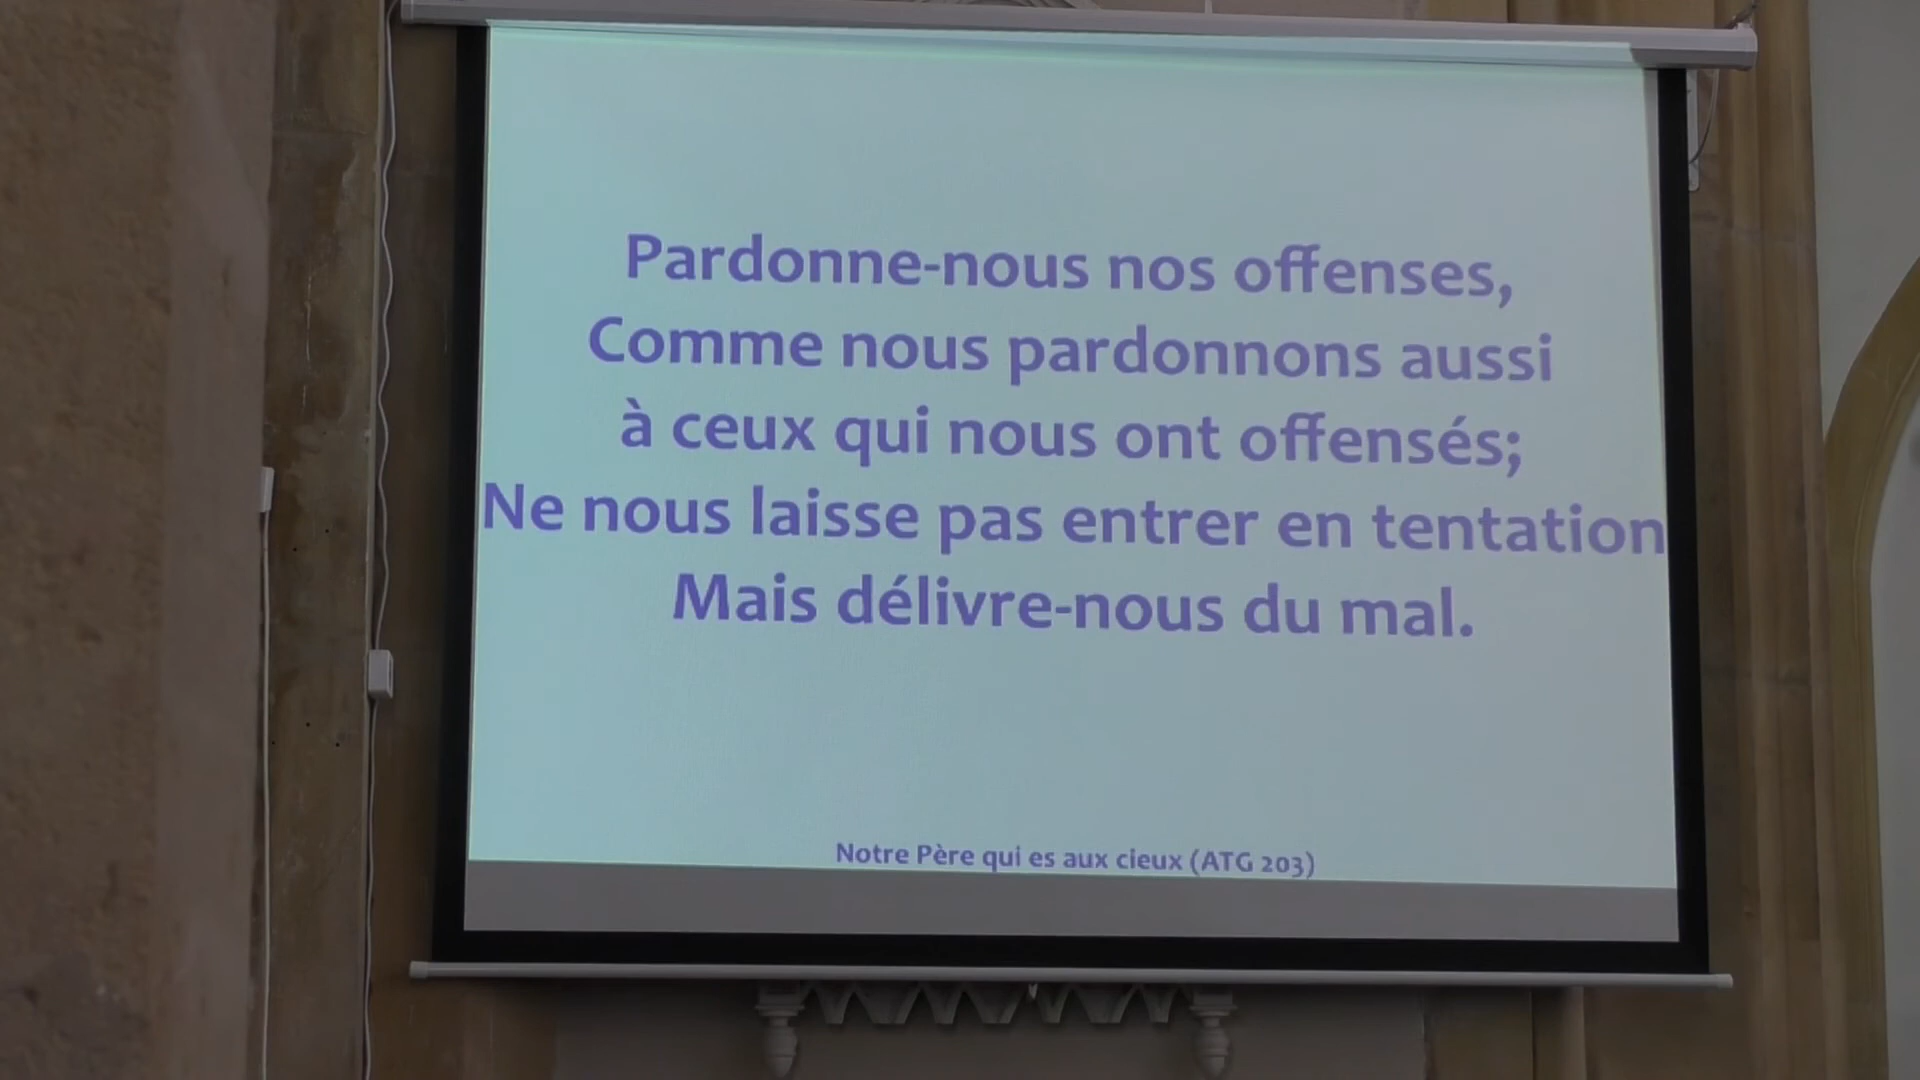 Pardonne-nous nos offenses,
Comme nous pardonnons aussi
à ceux qui nous ont offensés;
Ne nous laisse pas entrer en tentation
Mais délivre-nous du mal.
Notre Père qui es aux cieux (ATG 203)